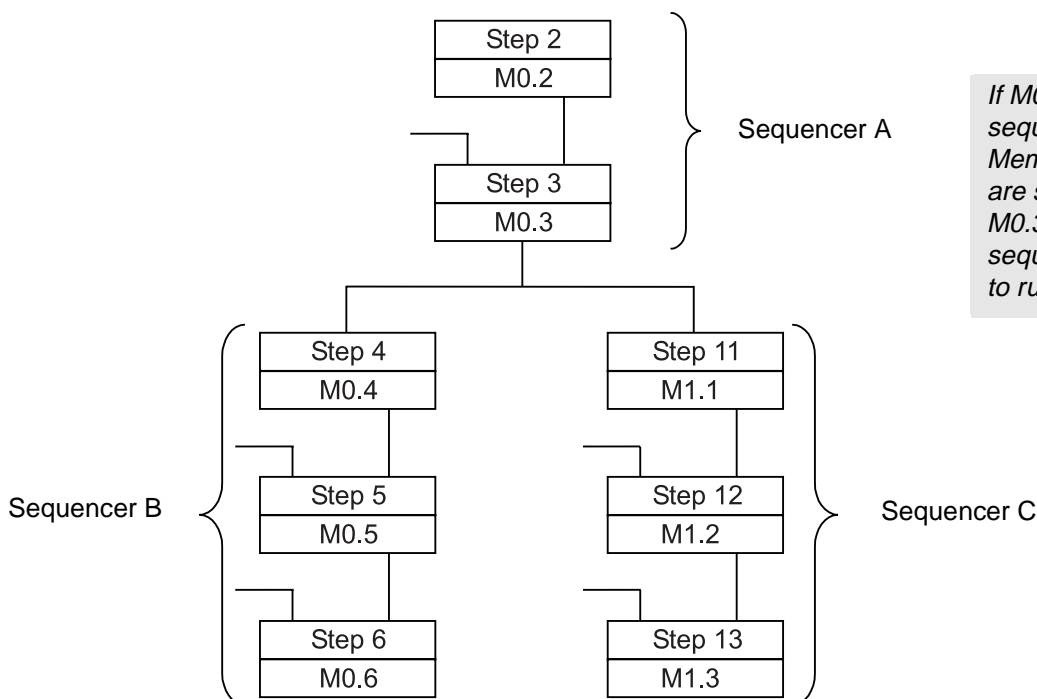 Step 2
M0.2
Sequencer A
Step 3
M0.3
If M0
sequ
Mem
are s
M0.3
sequ
to ru
Step 4
M0.4
Step 5
M0.5
Step 6
M0.6
Sequencer B
Step 11
M1.1
Step 12
M1.2
Step 13
M1.3
Sequencer C